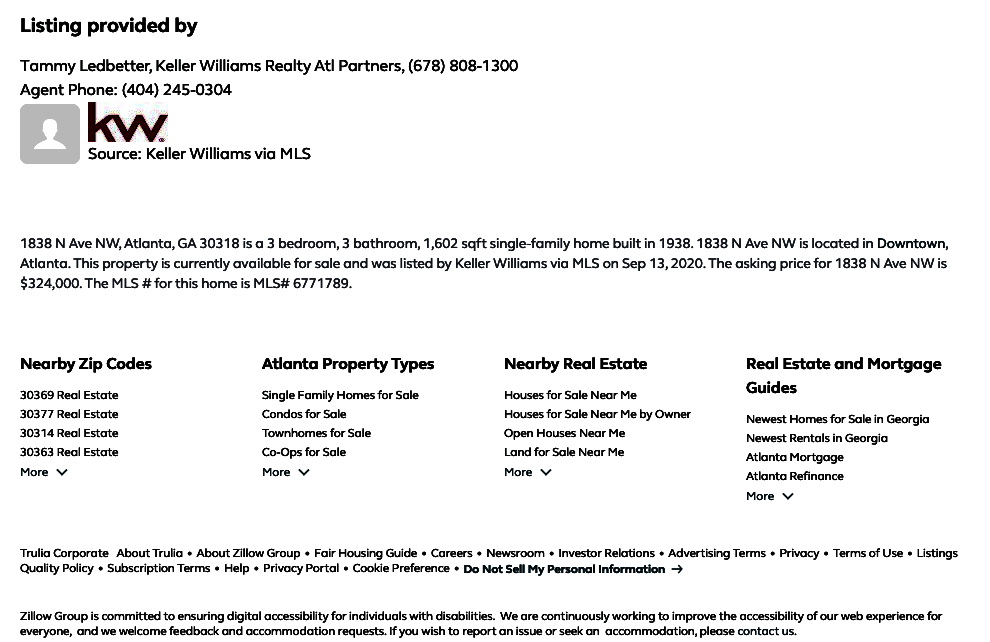 Listing provided by
Tammy Ledbetter, Keller Williams Realty Atl Partners, (678) 808-1300
Agent Phone: (404) 245-0304
kw
Source: Keller Williams via MLS
1838 N Ave NW, Atlanta, GA 30318 is a 3 bedroom, 3 bathroom, 1,602 sqft single-family home built in 1938. 1838 N Ave NW is located in Downtown,
Atlanta. This property is currently available for sale and was listed by Keller Williams via MLS on Sep 13, 2020. The asking price for 1838 N Ave NW is
$324,000. The MLS # for this home is MLS# 6771789.
Nearby Zip Codes
30369 Real Estate
30377 Real Estate
30314 Real Estate
30363 Real Estate
More
Atlanta Property Types
Single Family Homes for Sale
Condos for Sale
Townhomes for Sale
Co-Ops for Sale
More
Nearby Real Estate
Houses for Sale Near Me
Houses for Sale Near Me by Owner
Open Houses Near Me
Land for Sale Near Me
More
Real Estate and Mortgage
Guides
Newest Homes for Sale in Georgia
Newest Rentals in Georgia
Atlanta Mortgage
Atlanta Refinance
More
Trulia Corporate About Trulia • About Zillow Group • Fair Housing Guide • Careers • Newsroom • Investor Relations • Advertising Terms • Privacy • Terms of Use • Listings
Quality Policy • Subscription Terms • Help • Privacy Portal • Cookie Preference • Do Not Sell My Personal Information →
Zillow Group is committed to ensuring digital accessibility for individuals with disabilities. We are continuously working to improve the accessibility of our web experience for
everyone, and we welcome feedback and accommodation requests. If you wish to report an issue or seek an accommodation, please contact us.